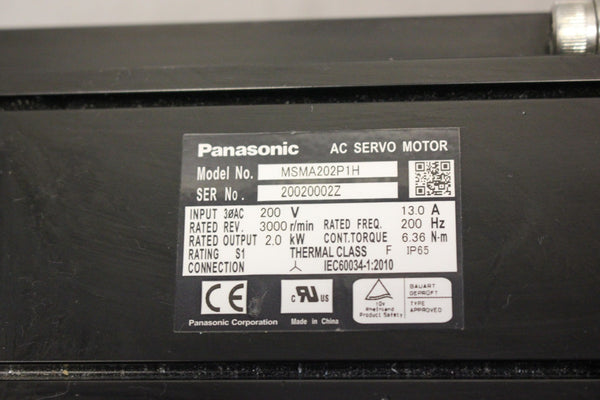 Panasonic AC SERVO MOTOR
Model No. MSMA202P1H
SER No. 20020002Z
INPUT 3ØAC 200 V 13.0 A
RATED REV. 3000 r/min RATED FREQ. 200 Hz
RATED OUTPUT 2.0 kW CONT.TORQUE 6.36 N·m
RATING S1 THERMAL CLASS F IP65
CONNECTION IEC60034-1:2010
CE
c RU US
TÜV
Rheinland
Product Safety
BAUART
GEPRÜFT
TYPE
APPROVED
Panasonic Corporation Made in China